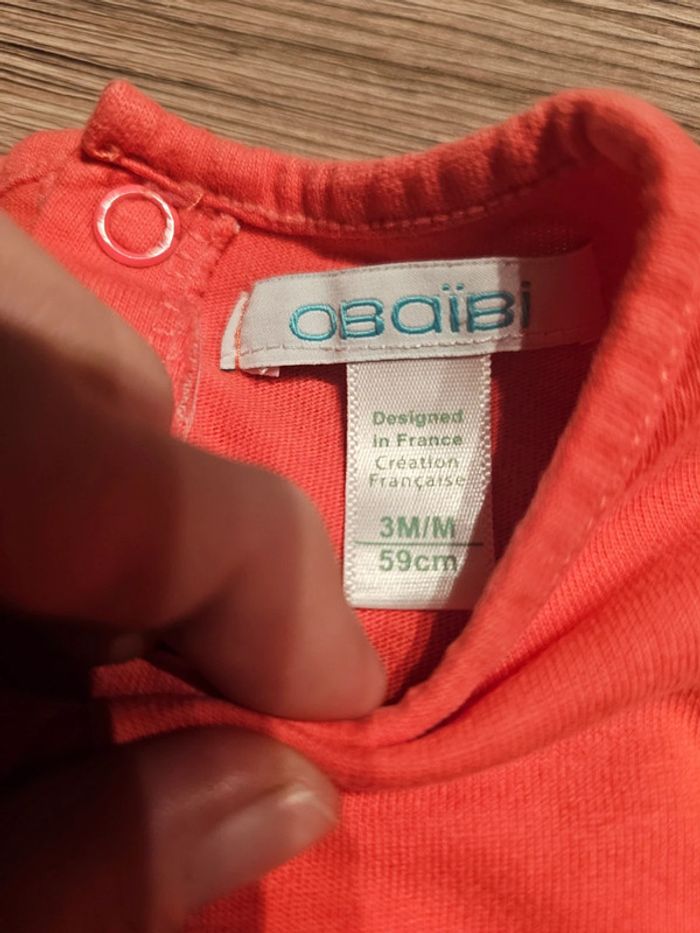 OBAÏBI
Designed
in France
Création
Française
3M/M
59cm